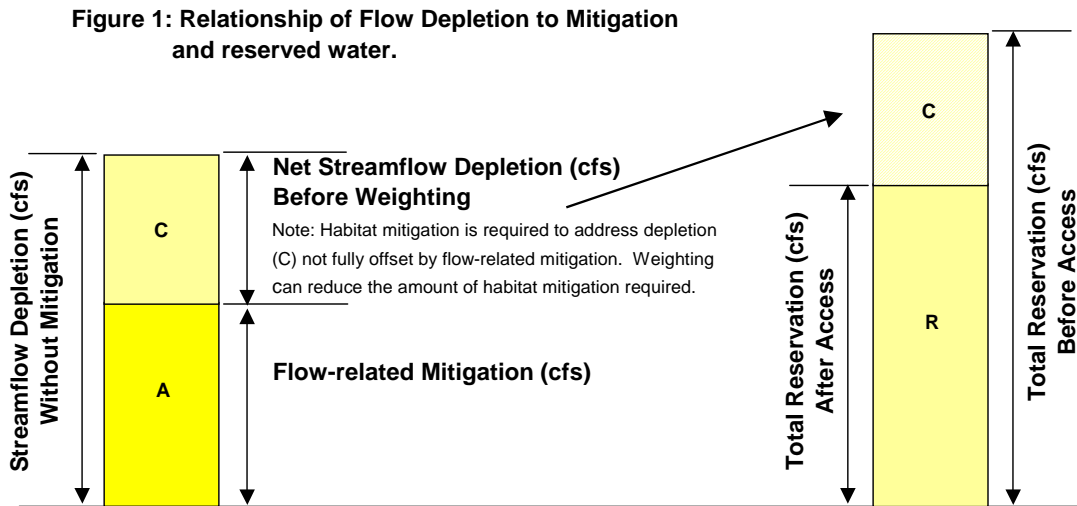 Figure 1: Relationship of Flow Depletion to Mitigation
and reserved water.
Streamflow Depletion (cfs)
Without Mitigation
C
A
Net Streamflow Depletion (cfs)
Before Weighting
Note: Habitat mitigation is required to address depletion
(C) not fully offset by flow-related mitigation. Weighting
can reduce the amount of habitat mitigation required.
Flow-related Mitigation (cfs)
Total Reservation (cfs)
After Access
C
R
Total Reservation (cfs)
Before Access